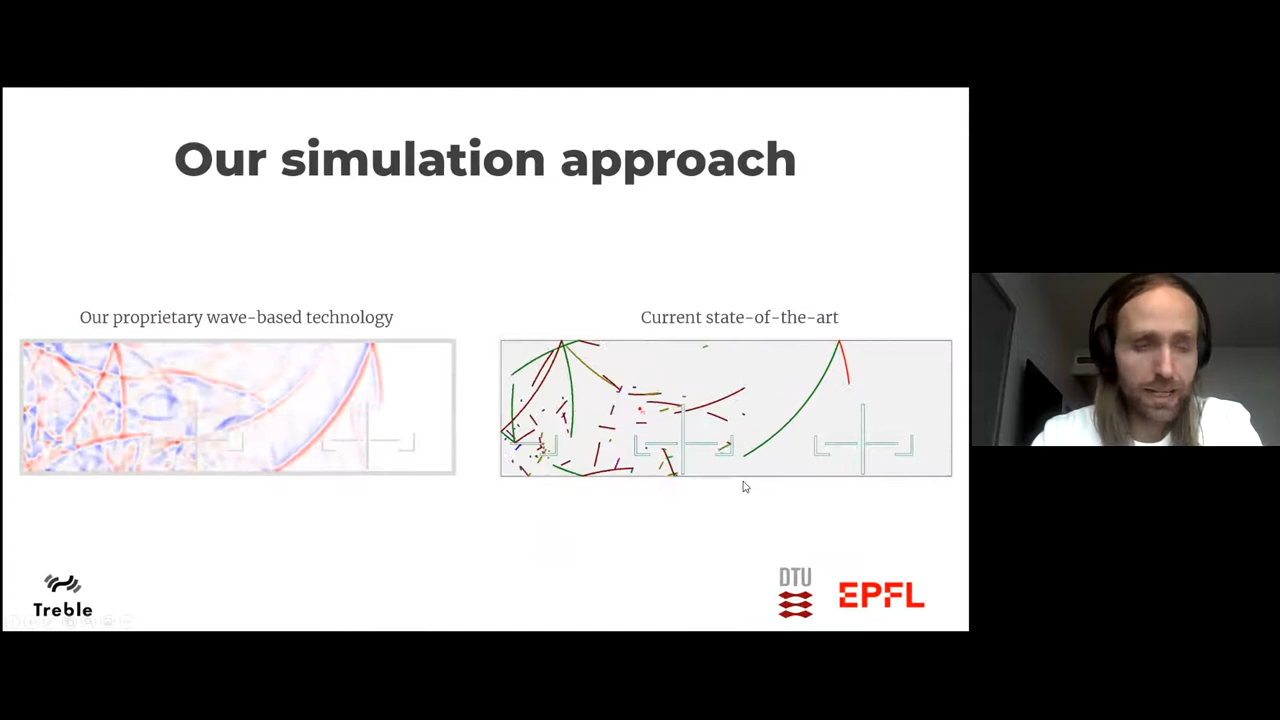 Our simulation approach
Our proprietary wave-based technology
Current state-of-the-art
Treble
DTU
EPFL